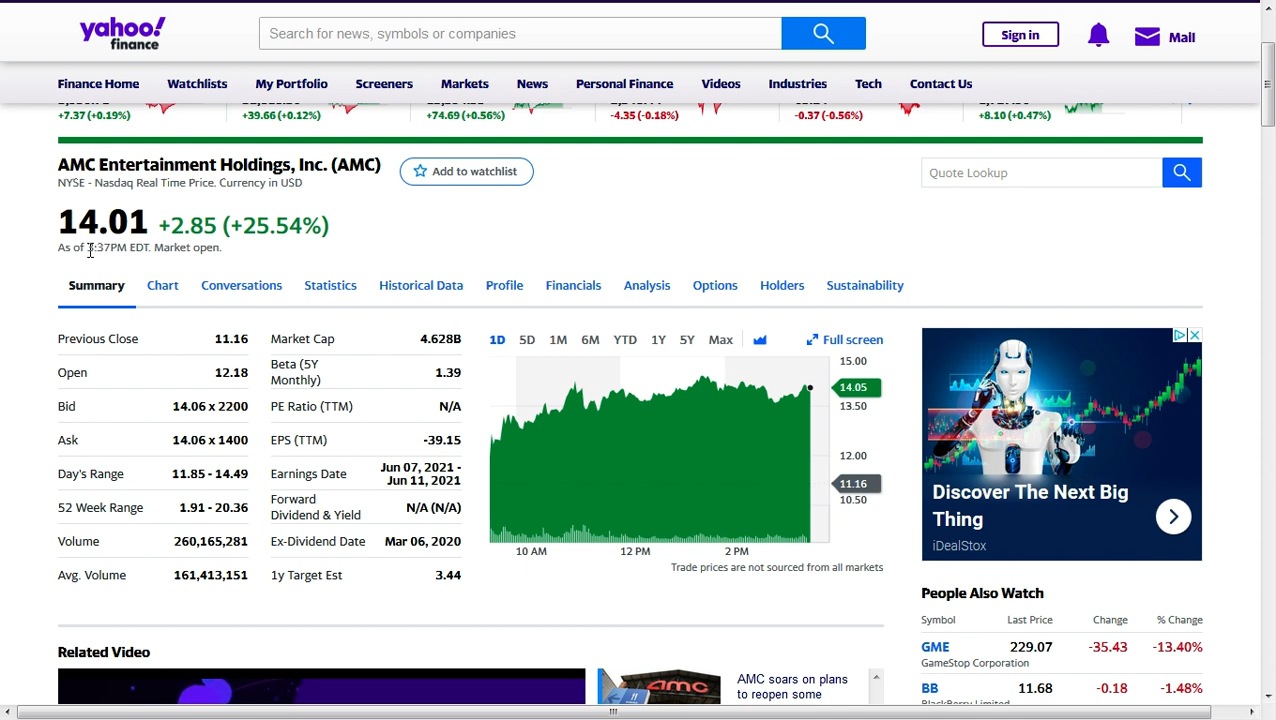 yahoo!
finance
Search for news, symbols or companies
Sign in
Mail
Finance Home
Watchlists
My Portfolio
Screeners
Markets
News
Personal Finance
Videos
Industries
Tech
Contact Us
+7.37 (+0.19%)
+39.66 (+0.12%)
+74.69 (+0.56%)
-4.35 (-0.18%)
-0.37 (-0.56%)
+8.10 (+0.47%)
AMC Entertainment Holdings, Inc. (AMC)
Add to watchlist
Quote Lookup
NYSE - Nasdaq Real Time Price. Currency in USD
14.01 +2.85 (+25.54%)
As of 3:37PM EDT. Market open.
Summary
Chart
Conversations
Statistics
Historical Data
Profile
Financials
Analysis
Options
Holders
Sustainability
Previous Close 11.16
Open 12.18
Bid 14.06 x 2200
Ask 14.06 x 1400
Day's Range 11.85 - 14.49
52 Week Range 1.91 - 20.36
Volume 260,165,281
Avg. Volume 161,413,151
Market Cap 4.628B
Beta (5Y
Monthly) 1.39
PE Ratio (TTM) N/A
EPS (TTM) -39.15
Earnings Date Jun 07, 2021 -
Jun 11, 2021
Forward
Dividend & Yield N/A (N/A)
Ex-Dividend Date Mar 06, 2020
1y Target Est 3.44
1D 5D 1M 6M YTD 1Y 5Y Max
Full screen
15.00
14.05
13.50
12.00
11.16
10.50
10 AM 12 PM 2 PM
Trade prices are not sourced from all markets
Discover The Next Big
Thing
iDealStox
People Also Watch
Symbol Last Price Change % Change
GME 229.07 -35.43 -13.40%
GameStop Corporation
BB 11.68 -0.18 -1.48%
BlackBerry Limited
Related Video
amc
AMC soars on plans
to reopen some